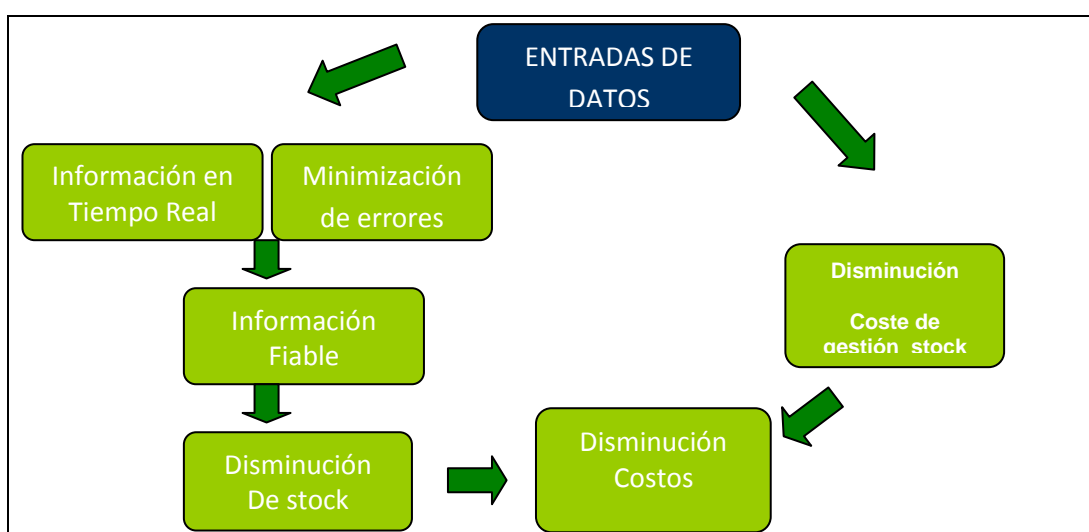 ENTRADAS DE
DATOS
Información en
Tiempo Real
Minimización
de errores
Disminución
Coste de
gestión stock
Información
Fiable
Disminución
De stock
Disminución
Costos